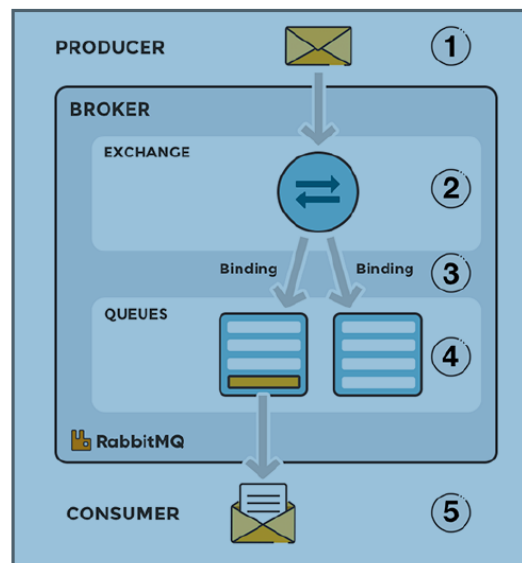 PRODUCER 1
BROKER
EXCHANGE
2
Binding Binding 3
QUEUES
4
RabbitMQ
CONSUMER 5